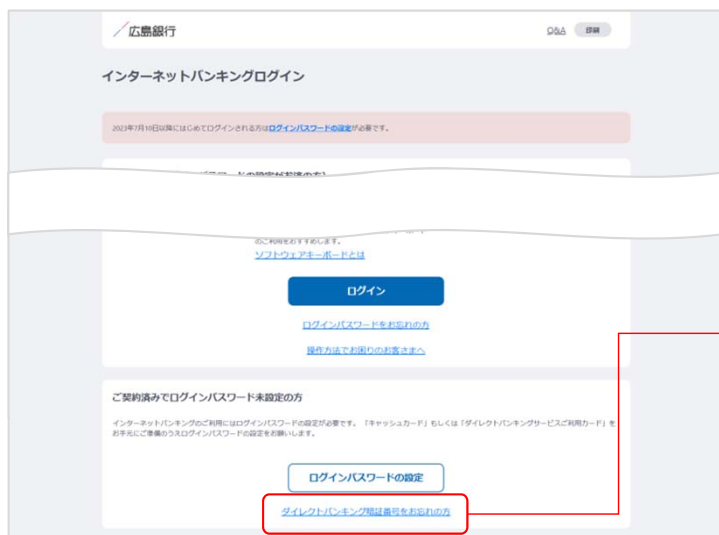 広島銀行
Q&A
印刷
インターネットバンキングログイン
2023年7月10日以降にはじめてログインされる方はログインパスワードの設定が必要です。
のご利用をおすすめします。
ソフトウェアキーボードとは
ログイン
ログインパスワードをお忘れの方
操作方法でお困りのお客さまへ
ご契約済みでログインパスワード未設定の方
インターネットバンキングのご利用にはログインパスワードの設定が必要です。「キャッシュカード」もしくは「ダイレクトバンキングサービスご利用カード」を
お手元にご準備のうえログインパスワードの設定をお願いします。
ログインパスワードの設定
ダイレクトバンキング暗証番号をお忘れの方